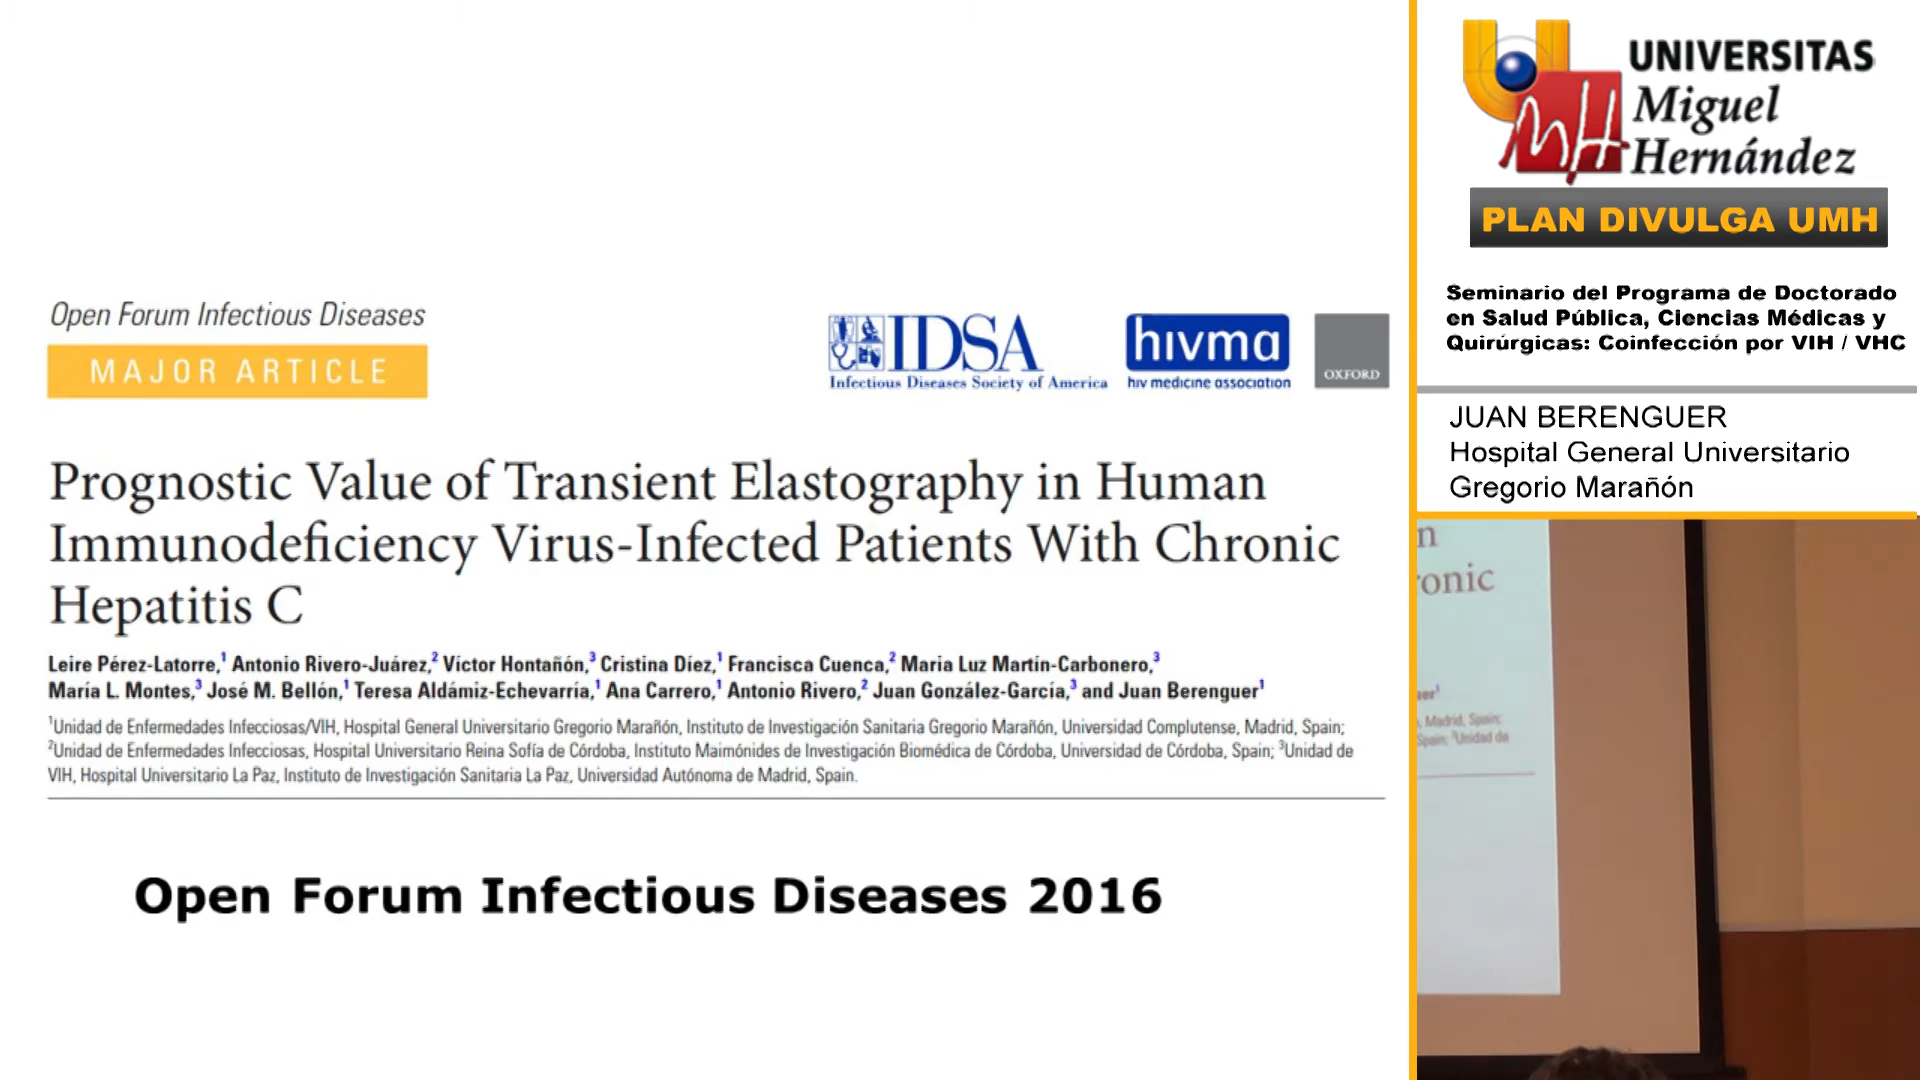 Open Forum Infectious Diseases
MAJOR ARTICLE
IDSA
Infectious Diseases Society of America
hivma
hiv medicine association
OXFORD
Prognostic Value of Transient Elastography in Human
Immunodeficiency Virus-Infected Patients With Chronic
Hepatitis C
Leire Pérez-Latorre,¹ Antonio Rivero-Juárez,² Víctor Hontañón,³ Cristina Díez,¹ Francisca Cuenca,² Maria Luz Martín-Carbonero,³
María L. Montes,³ José M. Bellón,¹ Teresa Aldámiz-Echevarría,¹ Ana Carrero,¹ Antonio Rivero,² Juan González-García,³ and Juan Berenguer¹
¹Unidad de Enfermedades Infecciosas/VIH, Hospital General Universitario Gregorio Marañón, Instituto de Investigación Sanitaria Gregorio Marañón, Universidad Complutense, Madrid, Spain;
²Unidad de Enfermedades Infecciosas, Hospital Universitario Reina Sofía de Córdoba, Instituto Maimónides de Investigación Biomédica de Córdoba, Universidad de Córdoba, Spain; ³Unidad de
VIH, Hospital Universitario La Paz, Instituto de Investigación Sanitaria La Paz, Universidad Autónoma de Madrid, Spain.
Open Forum Infectious Diseases 2016
UNIVERSITAS
Miguel
Hernández
PLAN DIVULGA UMH
Seminario del Programa de Doctorado
en Salud Pública, Ciencias Médicas y
Quirúrgicas: Coinfección por VIH / VHC
JUAN BERENGUER
Hospital General Universitario
Gregorio Marañón
n
ronic
uer¹
, Madrid, Spain;
Spain; ³Unidad de